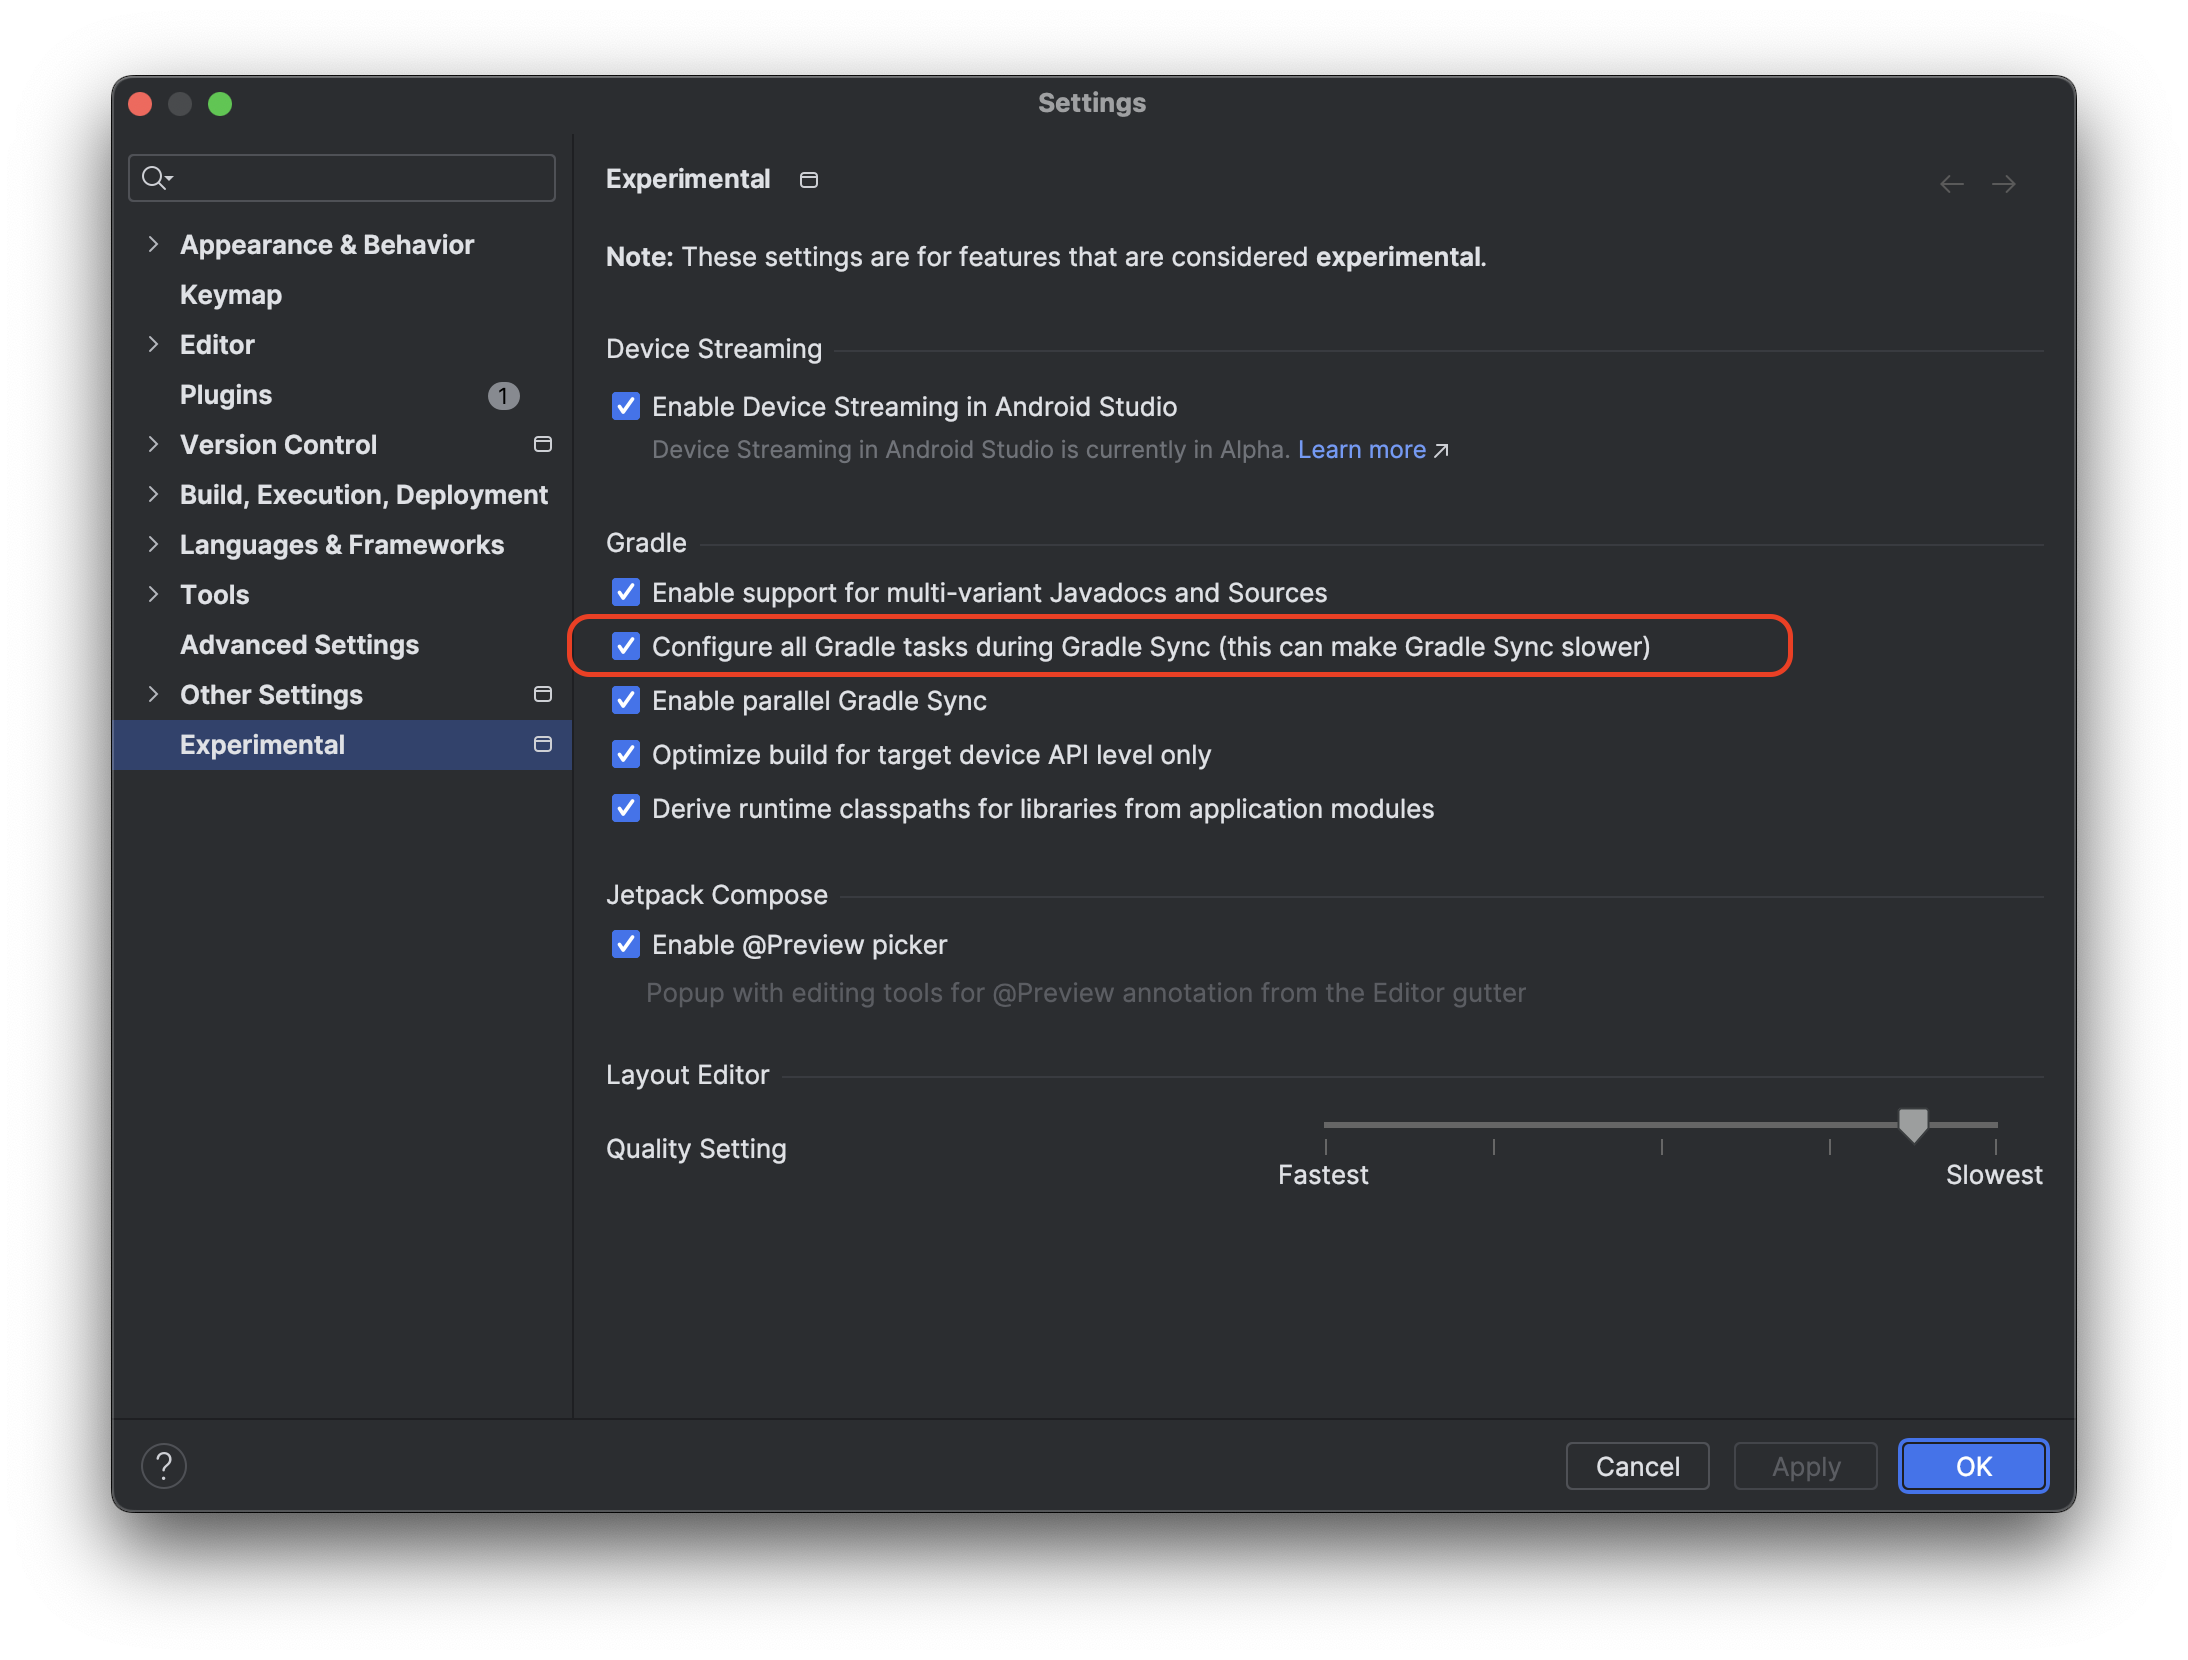 Settings
Appearance & Behavior
Keymap
Editor
Plugins 1
Version Control
Build, Execution, Deployment
Languages & Frameworks
Tools
Advanced Settings
Other Settings
Experimental
Experimental
Note: These settings are for features that are considered experimental.
Device Streaming
Enable Device Streaming in Android Studio
Device Streaming in Android Studio is currently in Alpha. Learn more ↗
Gradle
Enable support for multi-variant Javadocs and Sources
Configure all Gradle tasks during Gradle Sync (this can make Gradle Sync slower)
Enable parallel Gradle Sync
Optimize build for target device API level only
Derive runtime classpaths for libraries from application modules
Jetpack Compose
Enable @Preview picker
Popup with editing tools for @Preview annotation from the Editor gutter
Layout Editor
Quality Setting
Fastest Slowest
? Cancel Apply OK